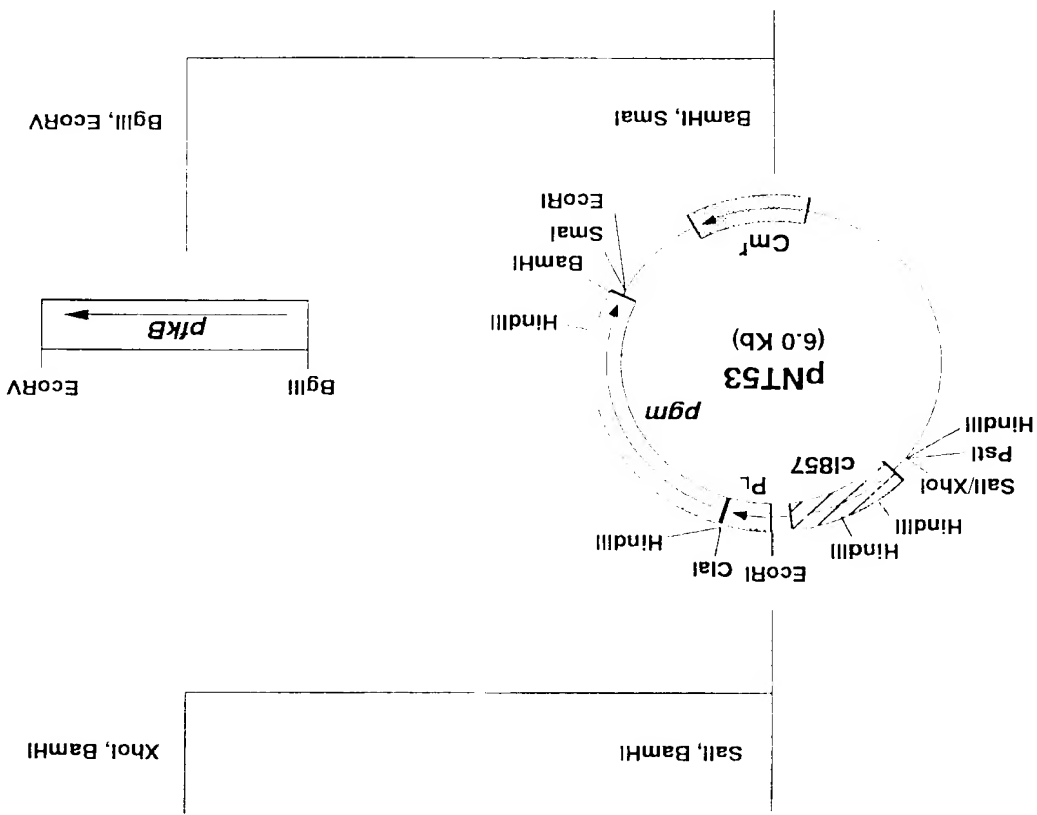 SalI, BamHI
XhoI, BamHI
EcoRI
ClaI
HindIII
HindIII
HindIII
SalI/XhoI
PstI
HindIII
cI857
PL
pgm
pNT53
(6.0 Kb)
BglII
EcoRV
pfkB
HindIII
BamHI
SmaI
EcoRI
Cmr
BamHI, SmaI
BglII, EcoRV